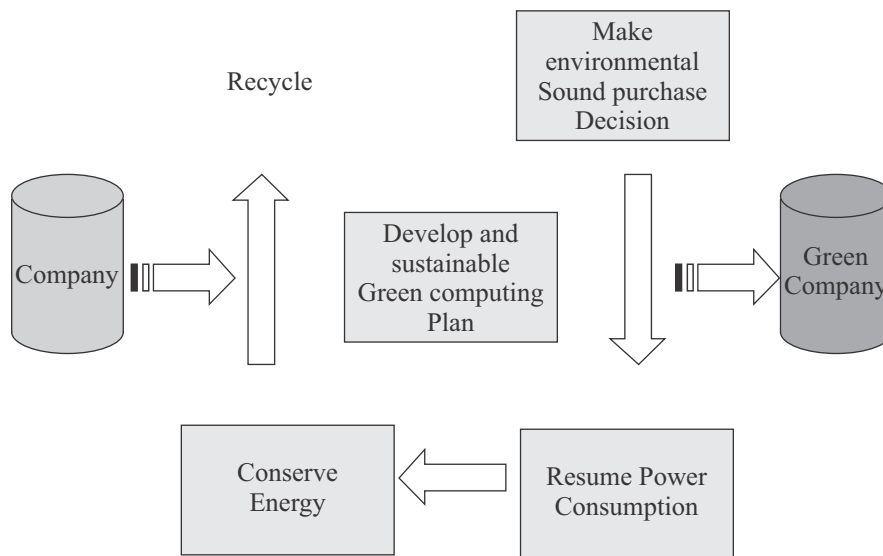 Make
environmental
Sound purchase
Decision
Recycle
Company
Develop and
sustainable
Green computing
Plan
Green
Company
Conserve
Energy
Resume Power
Consumption